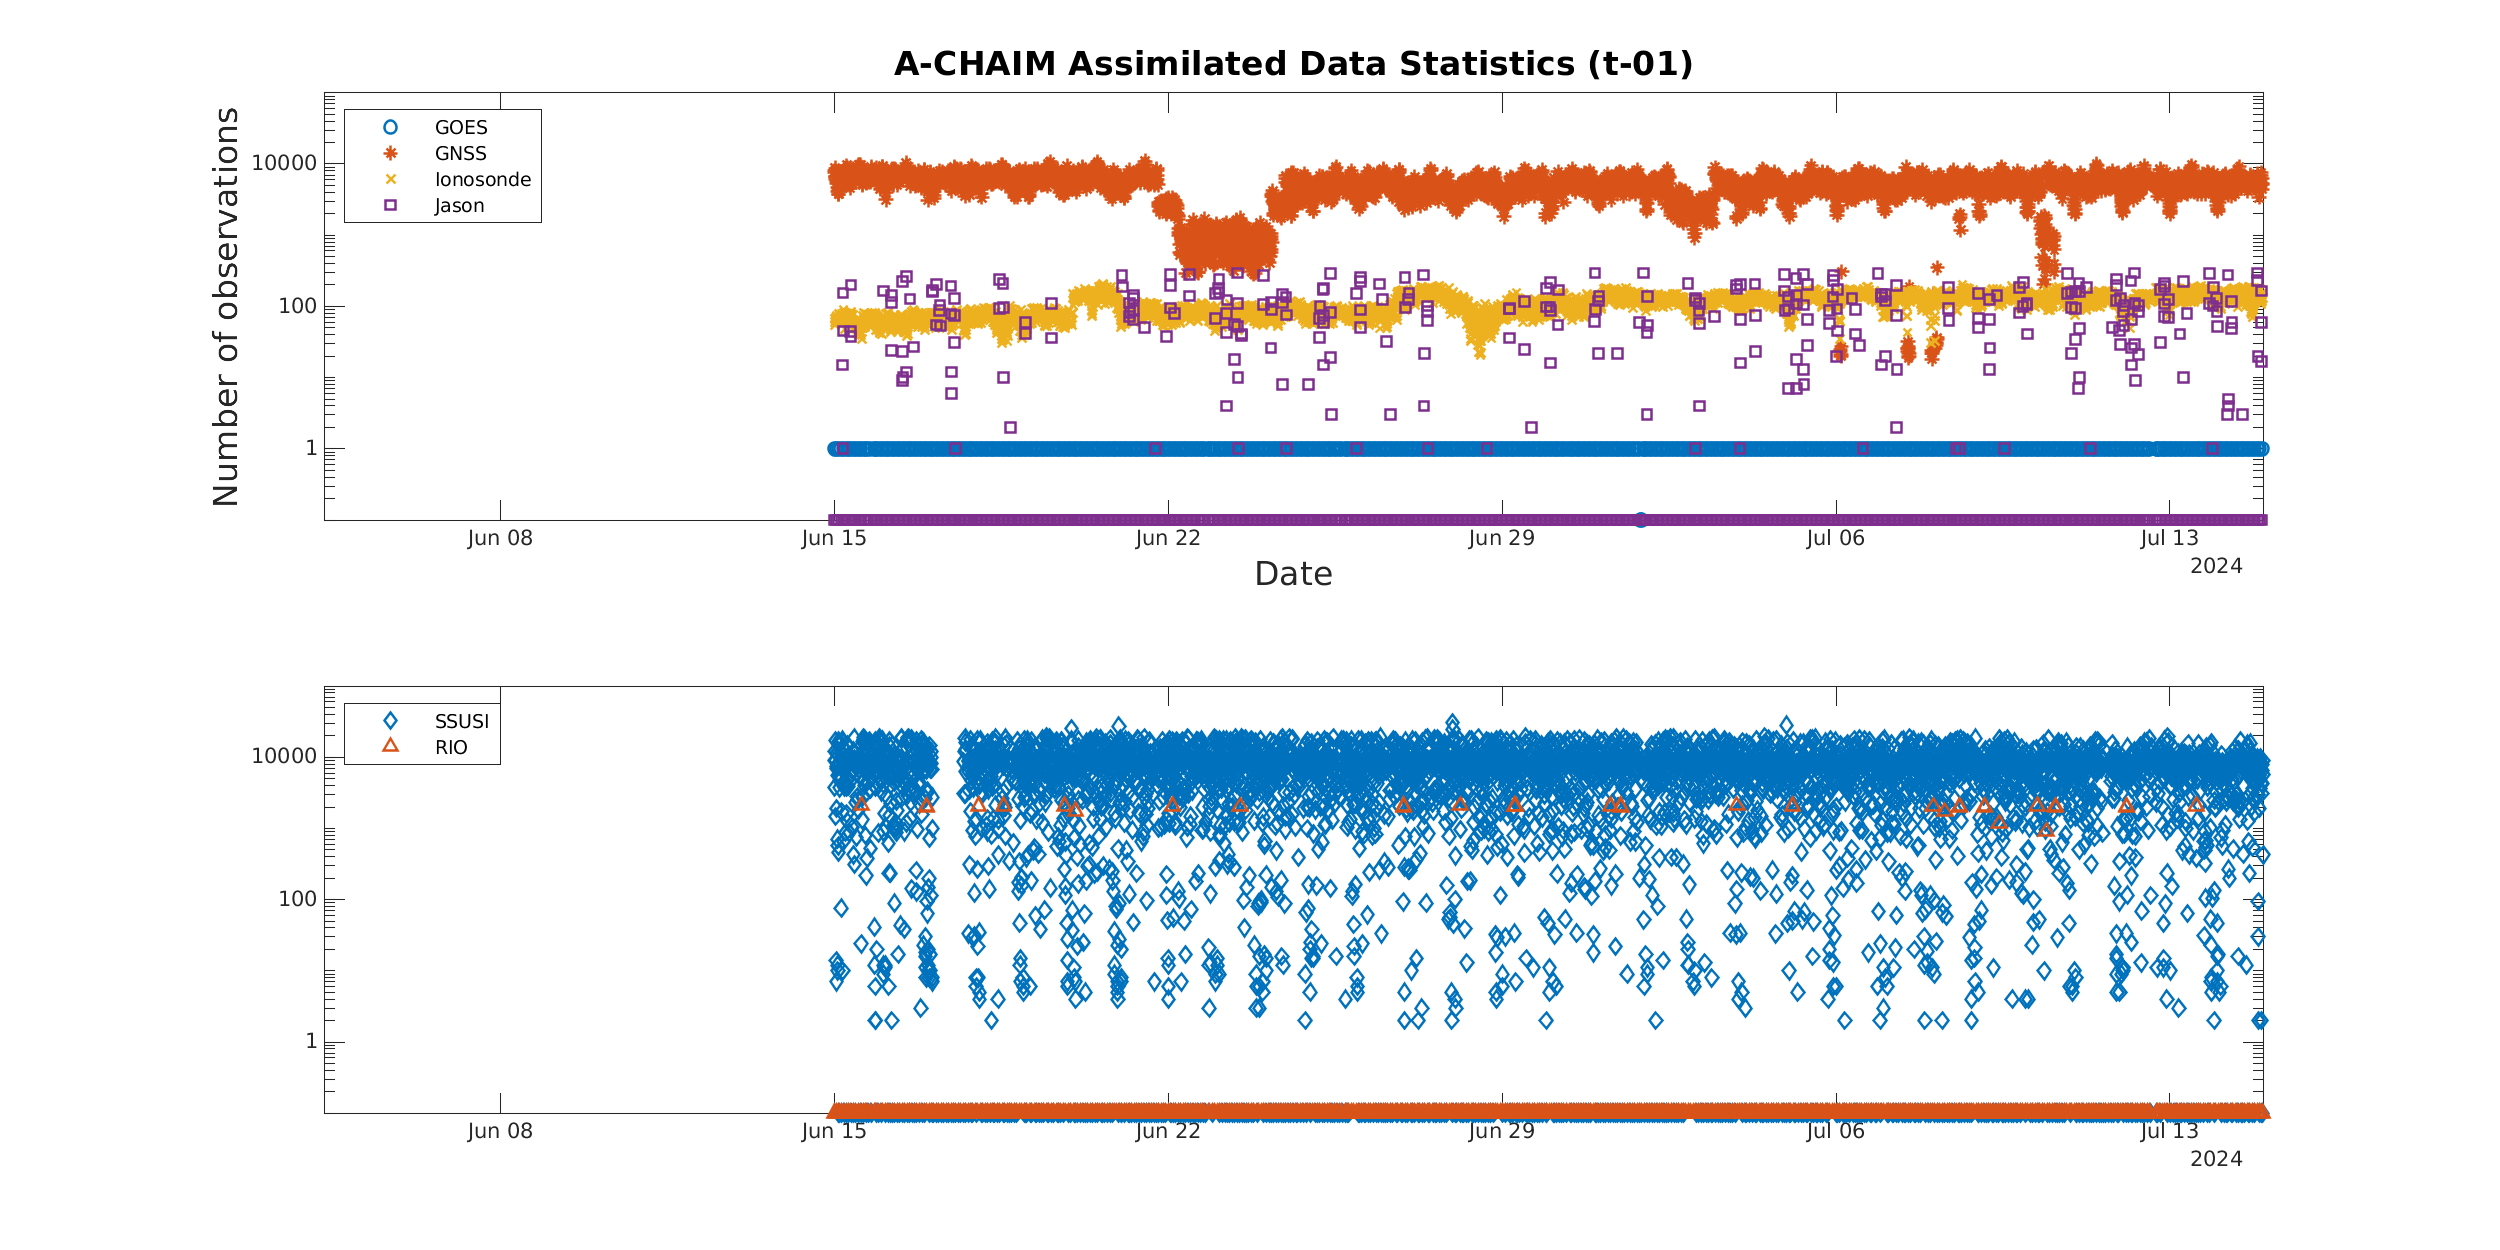 A-CHAIM Assimilated Data Statistics (t-01)
Number of observations
10000
100
1
GOES
GNSS
Ionosonde
Jason
Jun 08
Jun 15
Jun 22
Jun 29
Jul 06
Jul 13
2024
Date
10000
100
1
SSUSI
RIO
Jun 08
Jun 15
Jun 22
Jun 29
Jul 06
Jul 13
2024